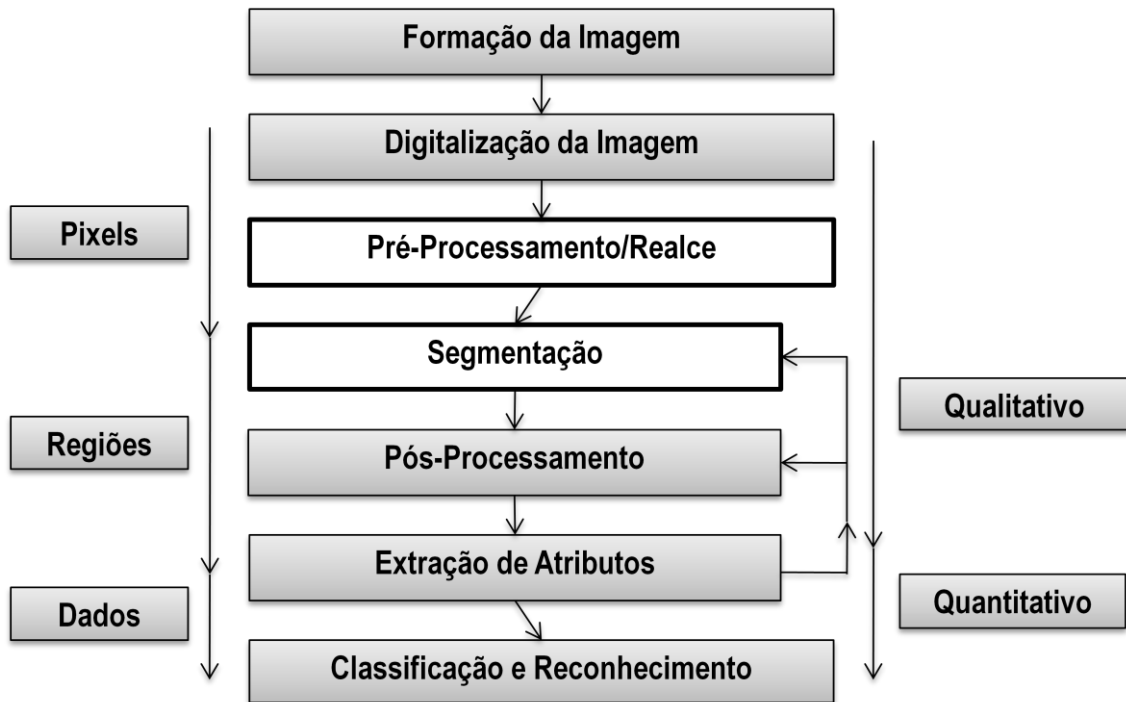 Formação da Imagem
Digitalização da Imagem
Pixels
Pré-Processamento/Realce
Segmentação
Qualitativo
Regiões
Pós-Processamento
Extração de Atributos
Dados
Quantitativo
Classificação e Reconhecimento